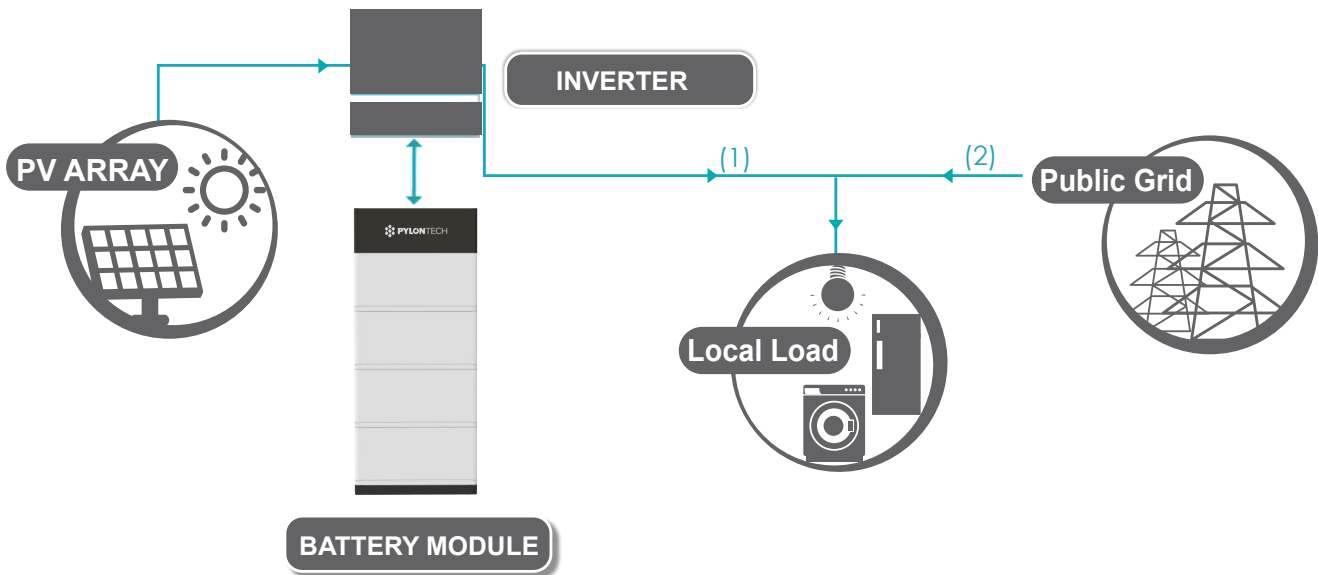 INVERTER
PV ARRAY
(1)
(2)
Public Grid
PYLONTECH
Local Load
BATTERY MODULE